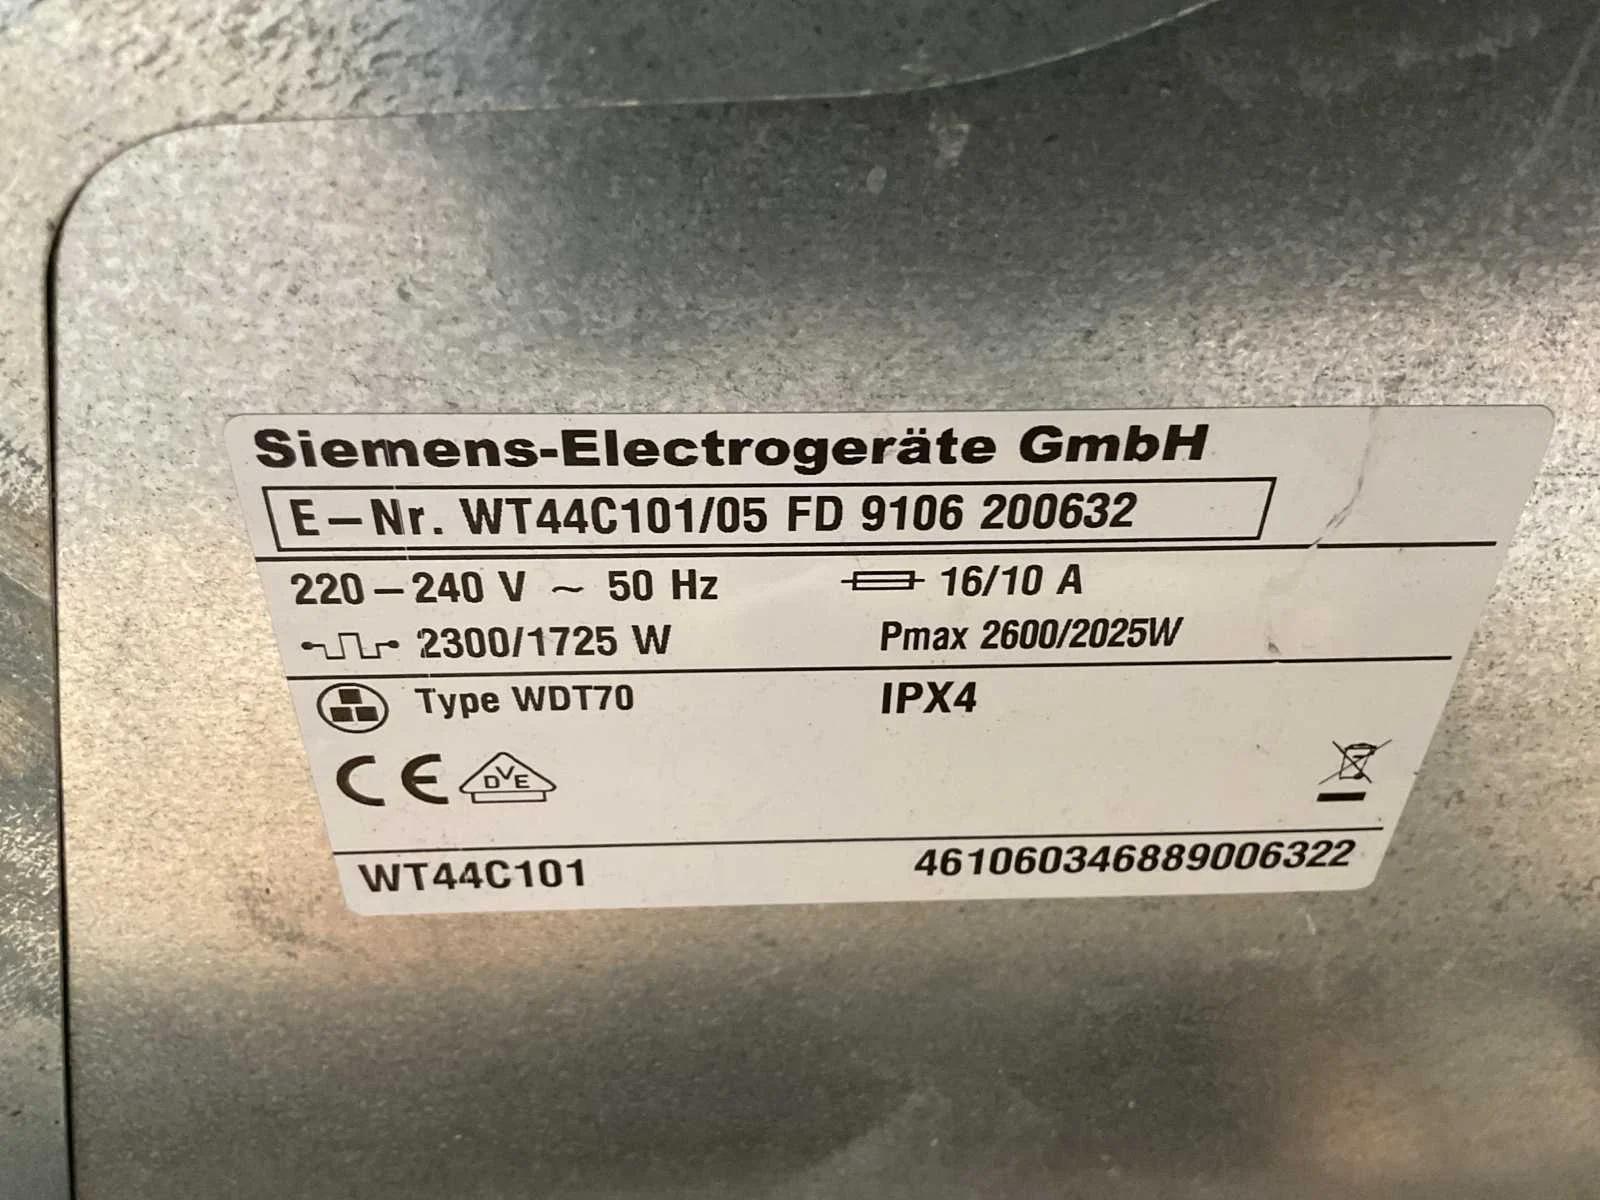 Siemens-Electrogeräte GmbH
E-Nr. WT44C101/05 FD 9106 200632
220-240 V ~ 50 Hz 16/10 A
2300/1725 W Pmax 2600/2025W
Type WDT70 IPX4
CE DVE
WT44C101 461060346889006322